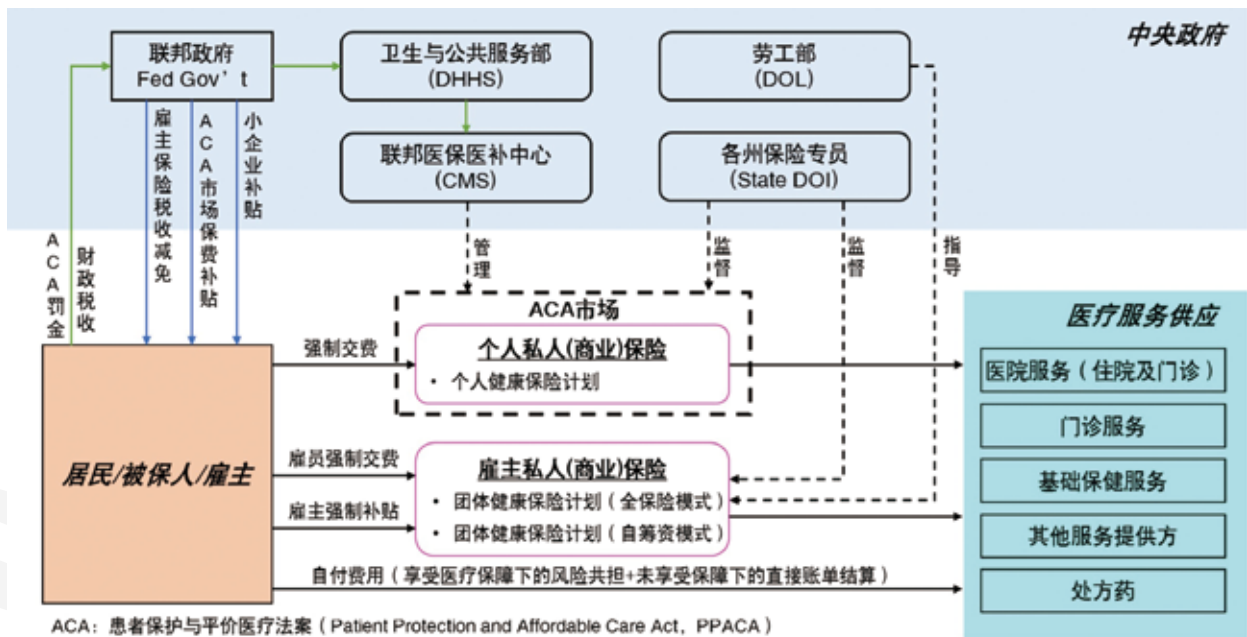 中央政府
联邦政府
Fed Gov't
卫生与公共服务部
(DHHS)
劳工部
(DOL)
联邦医保医补中心
(CMS)
各州保险专员
(State DOI)
雇主保险税收减免
ACA市场保费补贴
小企业补贴
ACA罚金
财政税收
管理
监督
监督
指导
ACA市场
个人私人(商业)保险
• 个人健康保险计划
强制交费
居民/被保人/雇主
雇员强制交费
雇主强制补贴
雇主私人(商业)保险
• 团体健康保险计划(全保险模式)
• 团体健康保险计划(自筹资模式)
自付费用(享受医疗保障下的风险共担+未享受保障下的直接账单结算)
医疗服务供应
医院服务(住院及门诊)
门诊服务
基础保健服务
其他服务提供方
处方药
ACA:患者保护与平价医疗法案(Patient Protection and Affordable Care Act, PPACA)